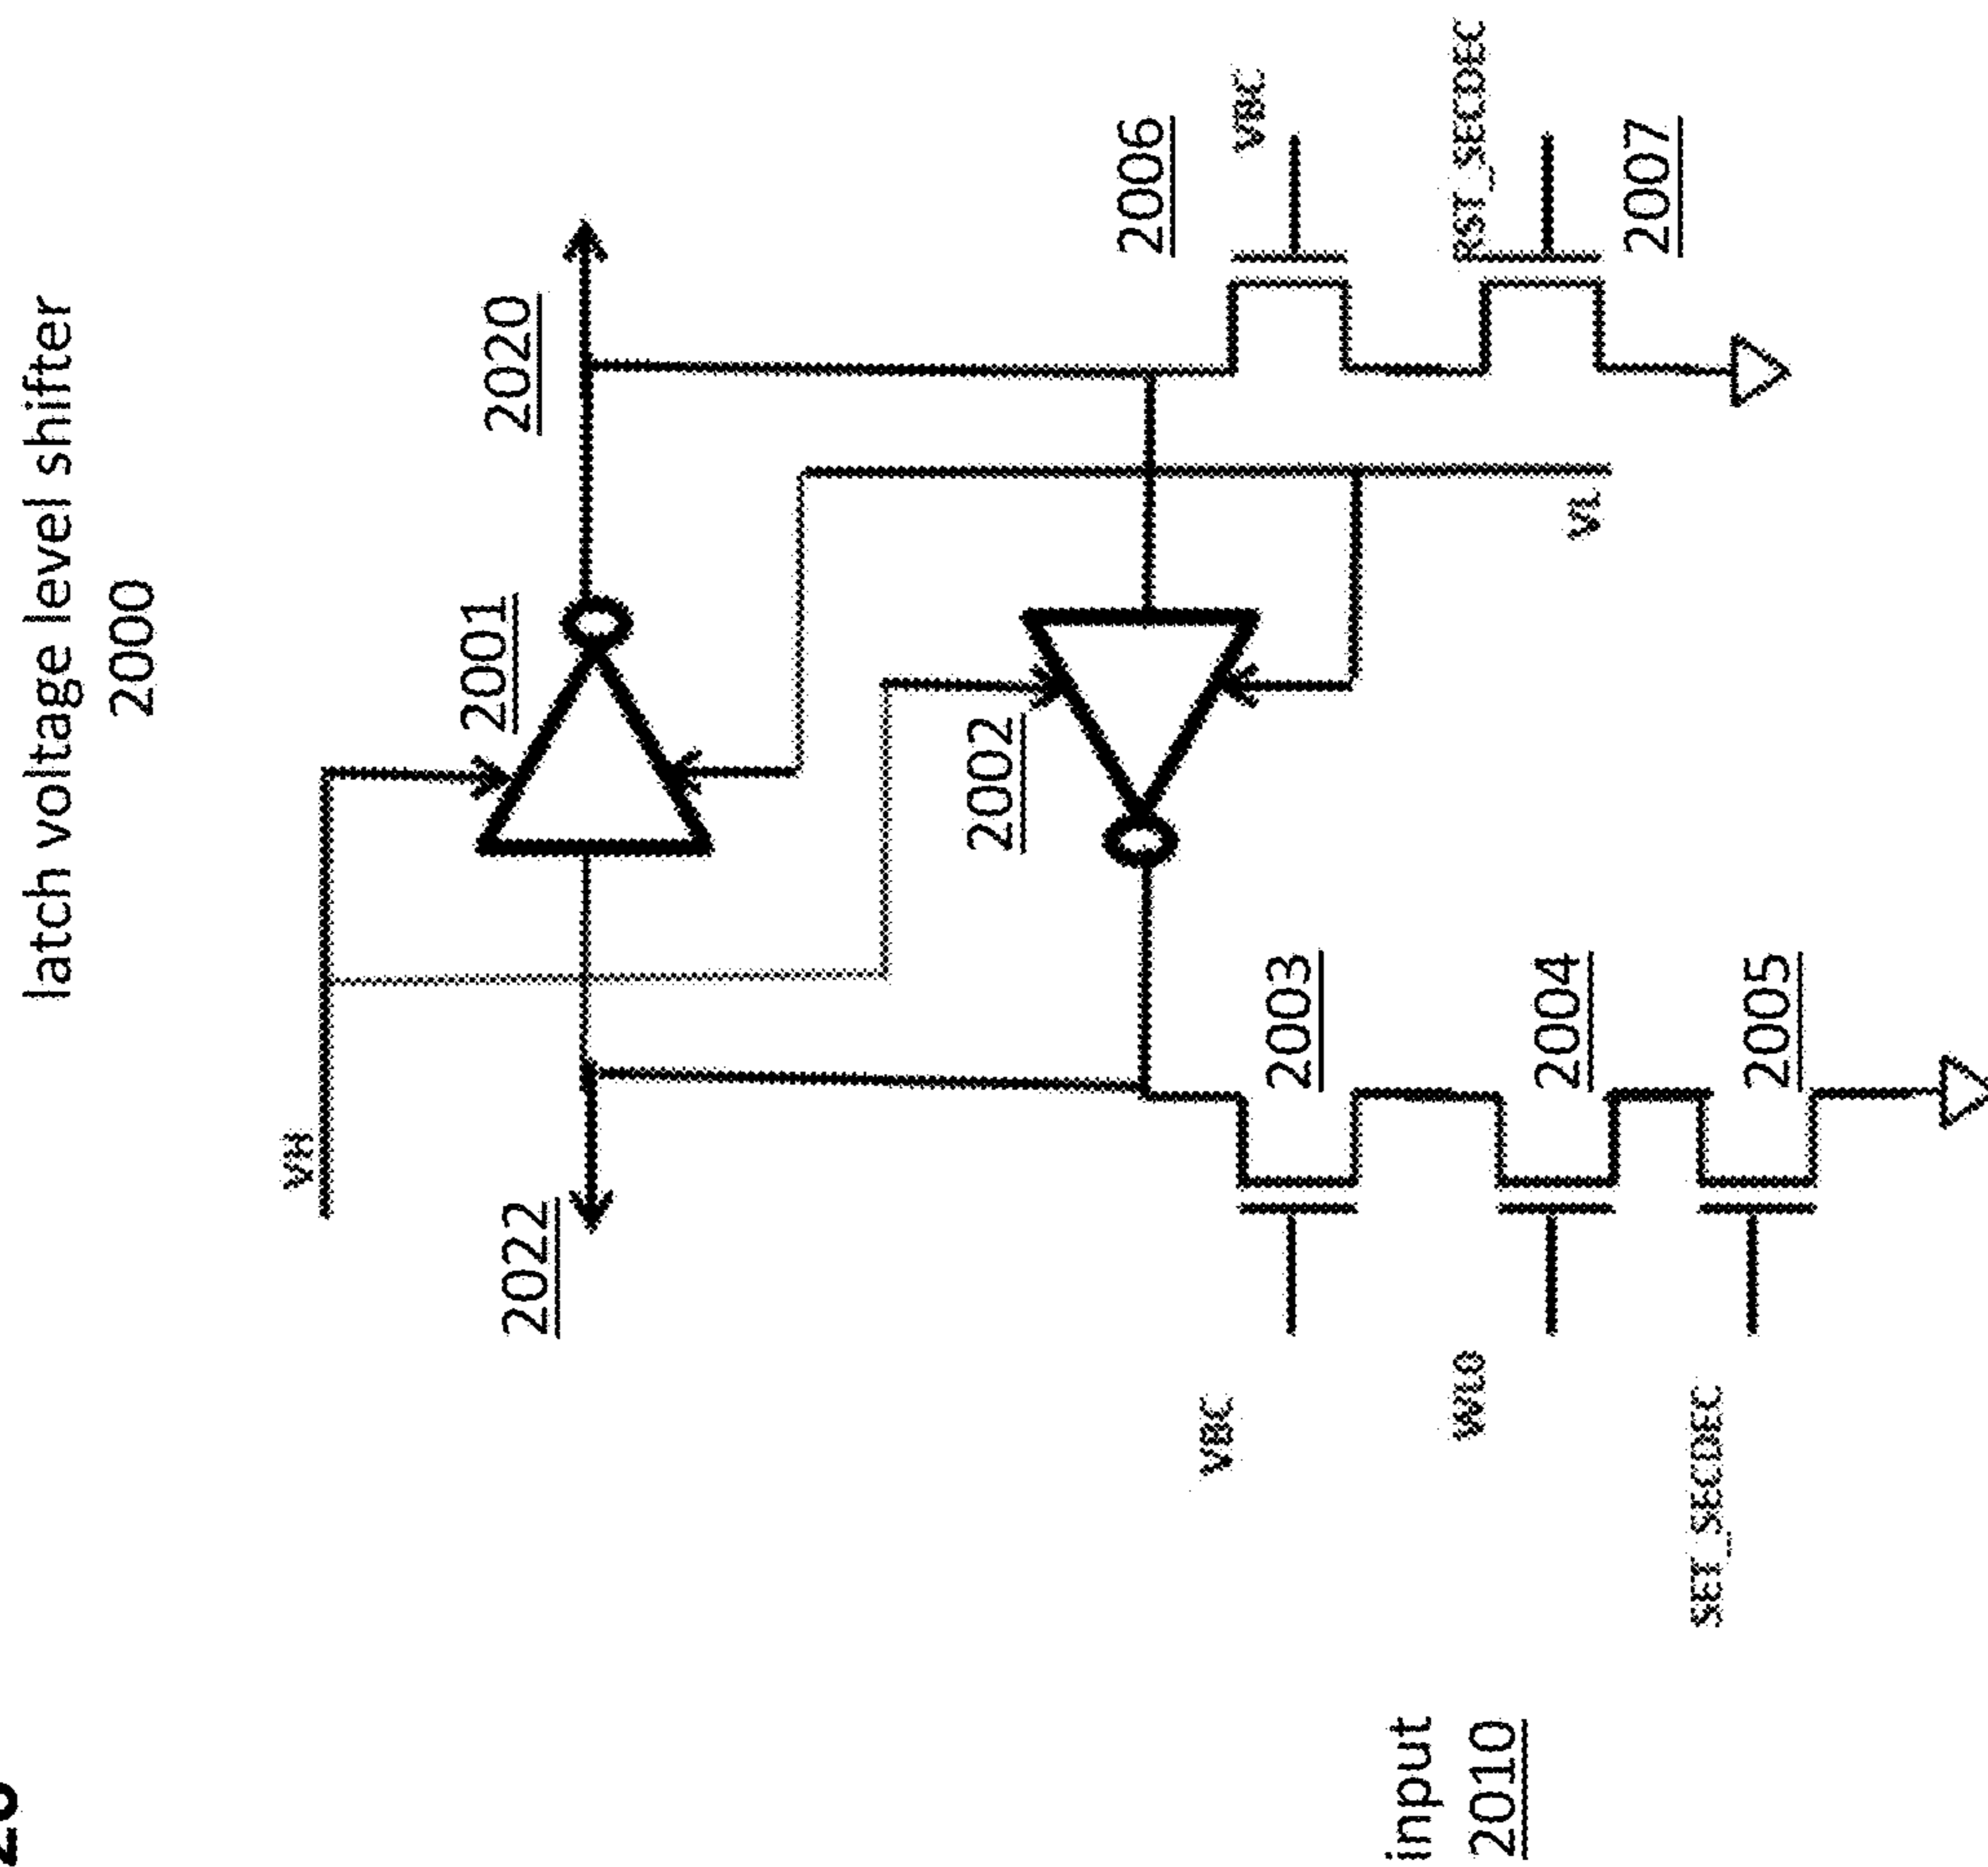 latch voltage level shifter
2000
VH
2001
2020
2022
2002
2006
VBC
VL
2003
VBC
RST_SECDEC
input
2010
WL0
2004
2007
SET_SECDEC
2005